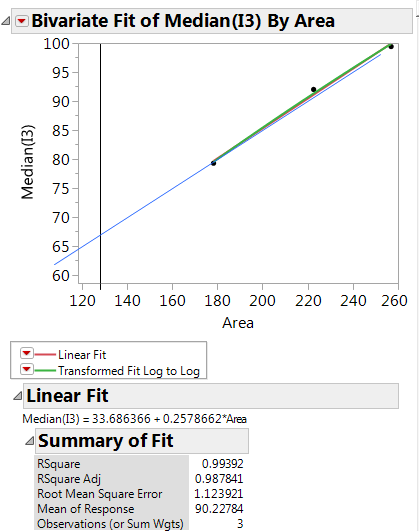 Bivariate Fit of Median(I3) By Area
100
95
90
85
80
75
70
65
60
Median(I3)
120 140 160 180 200 220 240 260
Area
Linear Fit
Transformed Fit Log to Log
Linear Fit
Median(I3) = 33.686366 + 0.2578662*Area
Summary of Fit
RSquare 0.99392
RSquare Adj 0.987841
Root Mean Square Error 1.123921
Mean of Response 90.22784
Observations (or Sum Wgts) 3